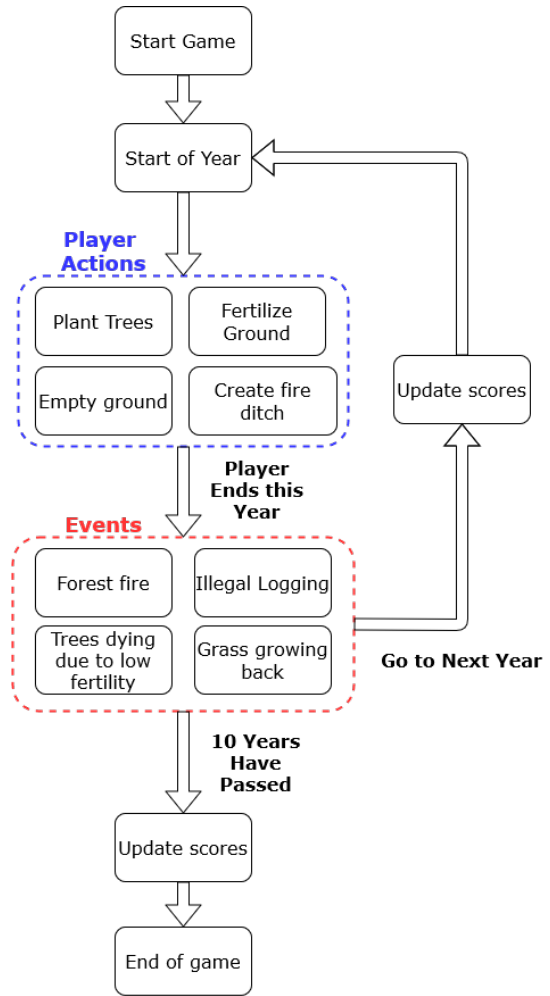 Start Game
Start of Year
Player
Actions
Plant Trees
Fertilize
Ground
Empty ground
Create fire
ditch
Update scores
Player
Ends this
Year
Events
Forest fire
Illegal Logging
Trees dying
due to low
fertility
Grass growing
back
Go to Next Year
10 Years
Have
Passed
Update scores
End of game